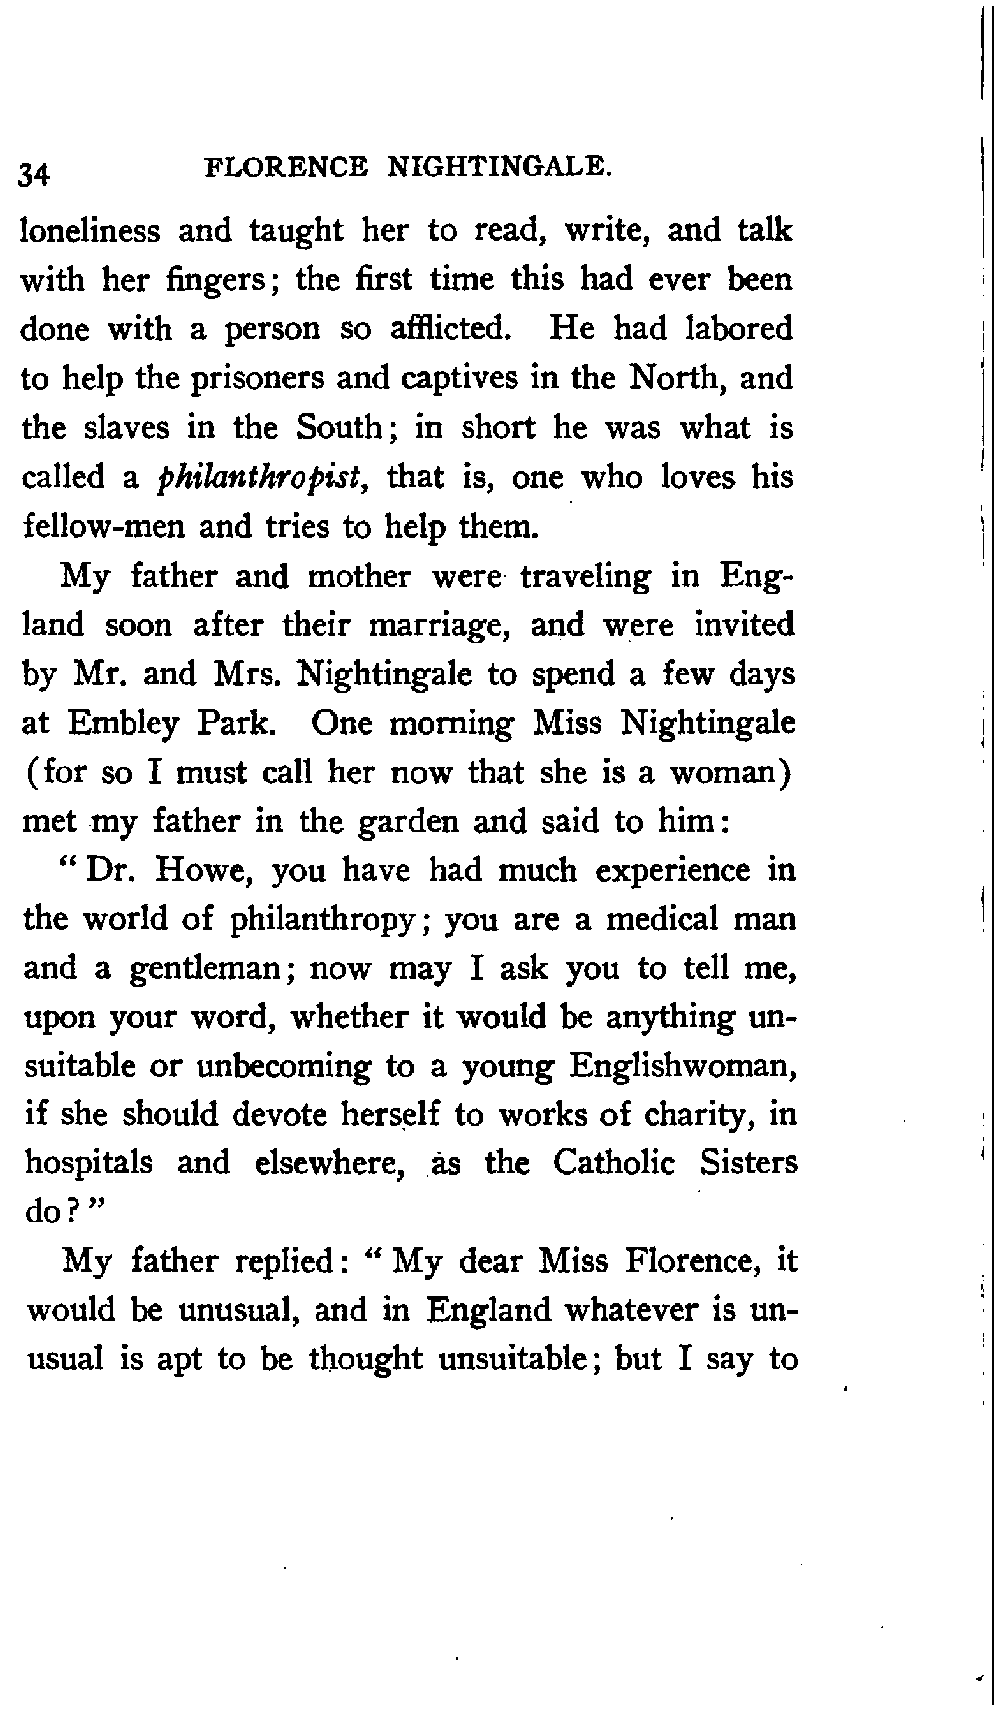 34 FLORENCE NIGHTINGALE.
loneliness and taught her to read, write, and talk
with her fingers; the first time this had ever been
done with a person so afflicted. He had labored
to help the prisoners and captives in the North, and
the slaves in the South; in short he was what is
called a philanthropist, that is, one who loves his
fellow-men and tries to help them.
My father and mother were traveling in Eng-
land soon after their marriage, and were invited
by Mr. and Mrs. Nightingale to spend a few days
at Embley Park. One morning Miss Nightingale
(for so I must call her now that she is a woman)
met my father in the garden and said to him:
“Dr. Howe, you have had much experience in
the world of philanthropy; you are a medical man
and a gentleman; now may I ask you to tell me,
upon your word, whether it would be anything un-
suitable or unbecoming to a young Englishwoman,
if she should devote herself to works of charity, in
hospitals and elsewhere, as the Catholic Sisters
do?”
My father replied: “My dear Miss Florence, it
would be unusual, and in England whatever is un-
usual is apt to be thought unsuitable; but I say to